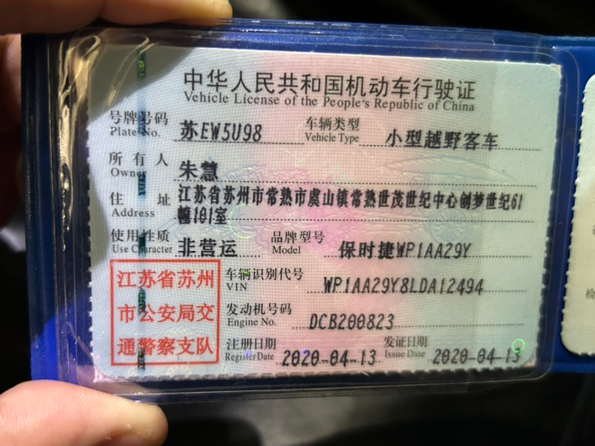 中华人民共和国机动车行驶证
Vehicle License of the People's Republic of China
号牌号码 苏EW5U98 车辆类型 小型越野客车
Plate No. Vehicle Type
所有人 朱慧
Owner
住址 江苏省苏州市常熟市虞山镇常熟世茂世纪中心创梦世纪61
Address 幢101室
使用性质 非营运 品牌型号 保时捷WP1AA29Y
Use Character Model
江苏省苏州
市公安局交
通警察支队
车辆识别代号 WP1AA29Y8LDA12494
VIN
发动机号码 DCB200823
Engine No.
注册日期 2020-04-13 发证日期 2020-04-13
Register Date Issue Date